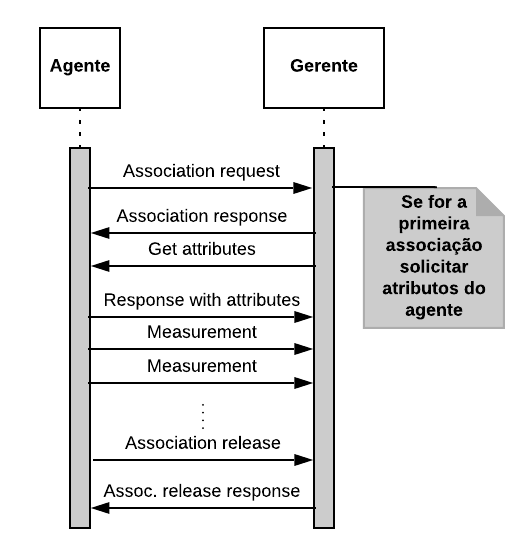 Agente
Gerente
Association request
Association response
Get attributes
Response with attributes
Measurement
Measurement
Association release
Assoc. release response
Se for a
primeira
associação
solicitar
atributos do
agente